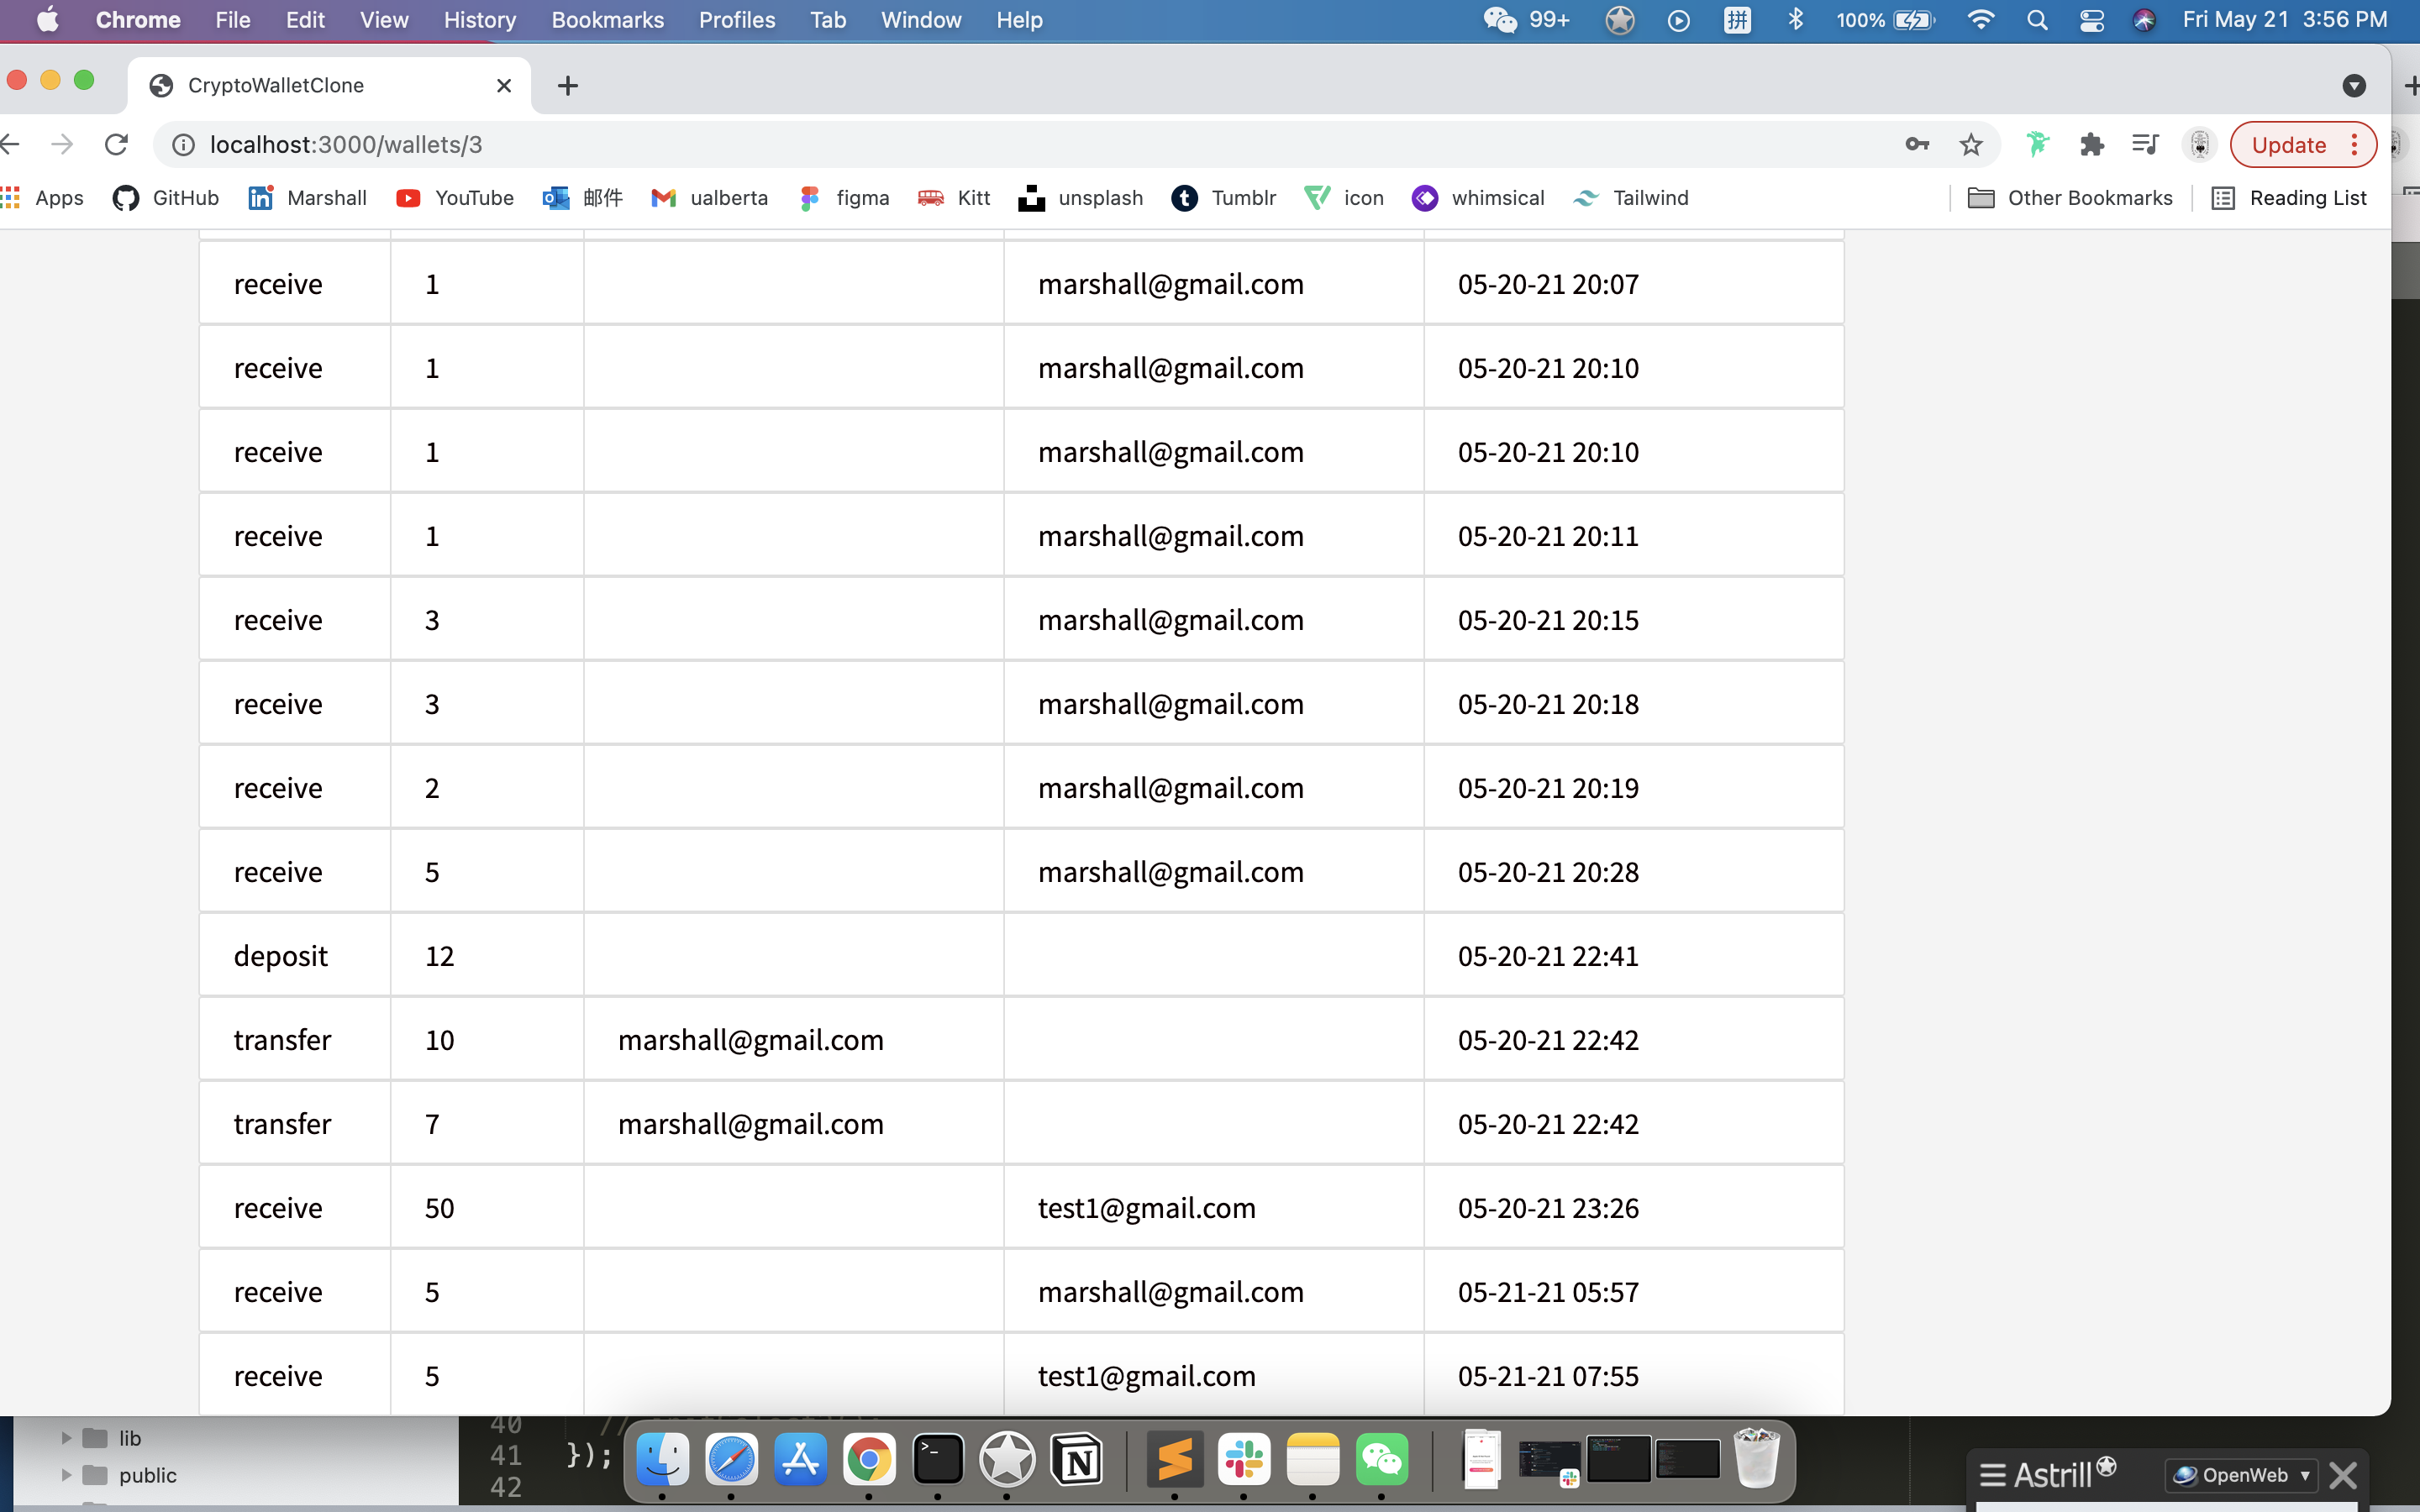 Chrome File Edit View History Bookmarks Profiles Tab Window Help 99+ 拼 100% Fri May 21 3:56 PM
CryptoWalletClone
localhost:3000/wallets/3 Update
Apps GitHub Marshall YouTube 邮件 ualberta figma Kitt unsplash Tumblr icon whimsical Tailwind Other Bookmarks Reading List
receive 1 marshall@gmail.com 05-20-21 20:07
receive 1 marshall@gmail.com 05-20-21 20:10
receive 1 marshall@gmail.com 05-20-21 20:10
receive 1 marshall@gmail.com 05-20-21 20:11
receive 3 marshall@gmail.com 05-20-21 20:15
receive 3 marshall@gmail.com 05-20-21 20:18
receive 2 marshall@gmail.com 05-20-21 20:19
receive 5 marshall@gmail.com 05-20-21 20:28
deposit 12 05-20-21 22:41
transfer 10 marshall@gmail.com 05-20-21 22:42
transfer 7 marshall@gmail.com 05-20-21 22:42
receive 50 test1@gmail.com 05-20-21 23:26
receive 5 marshall@gmail.com 05-21-21 05:57
receive 5 test1@gmail.com 05-21-21 07:55
40 //
lib
41 });
public
42
Astrill OpenWeb